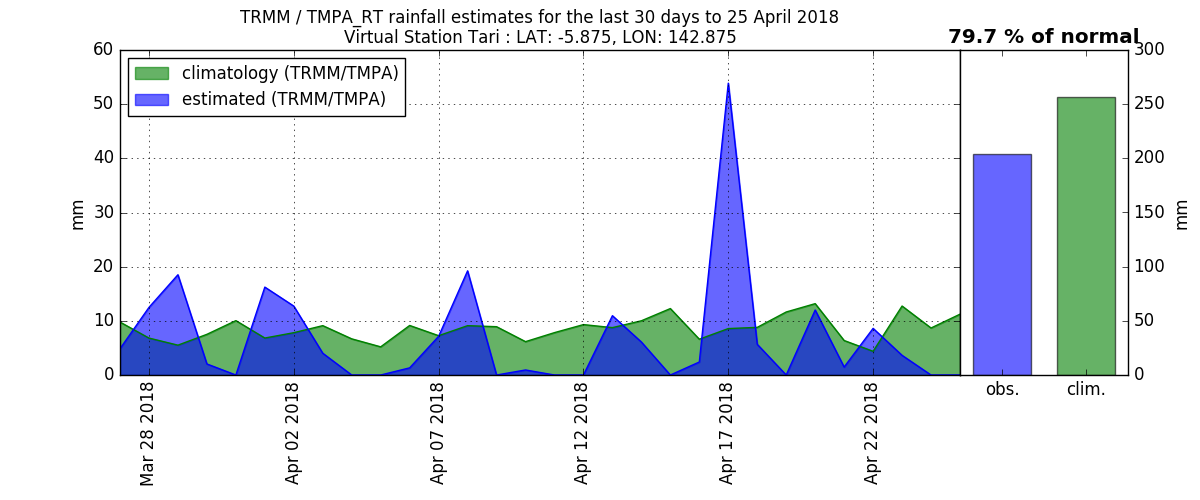 TRMM / TMPA_RT rainfall estimates for the last 30 days to 25 April 2018
Virtual Station Tari : LAT: -5.875, LON: 142.875
79.7 % of normal
climatology (TRMM/TMPA)
estimated (TRMM/TMPA)
mm
60
50
40
30
20
10
0
Mar 28 2018
Apr 02 2018
Apr 07 2018
Apr 12 2018
Apr 17 2018
Apr 22 2018
obs.
clim.
300
250
200
150
100
50
0
mm